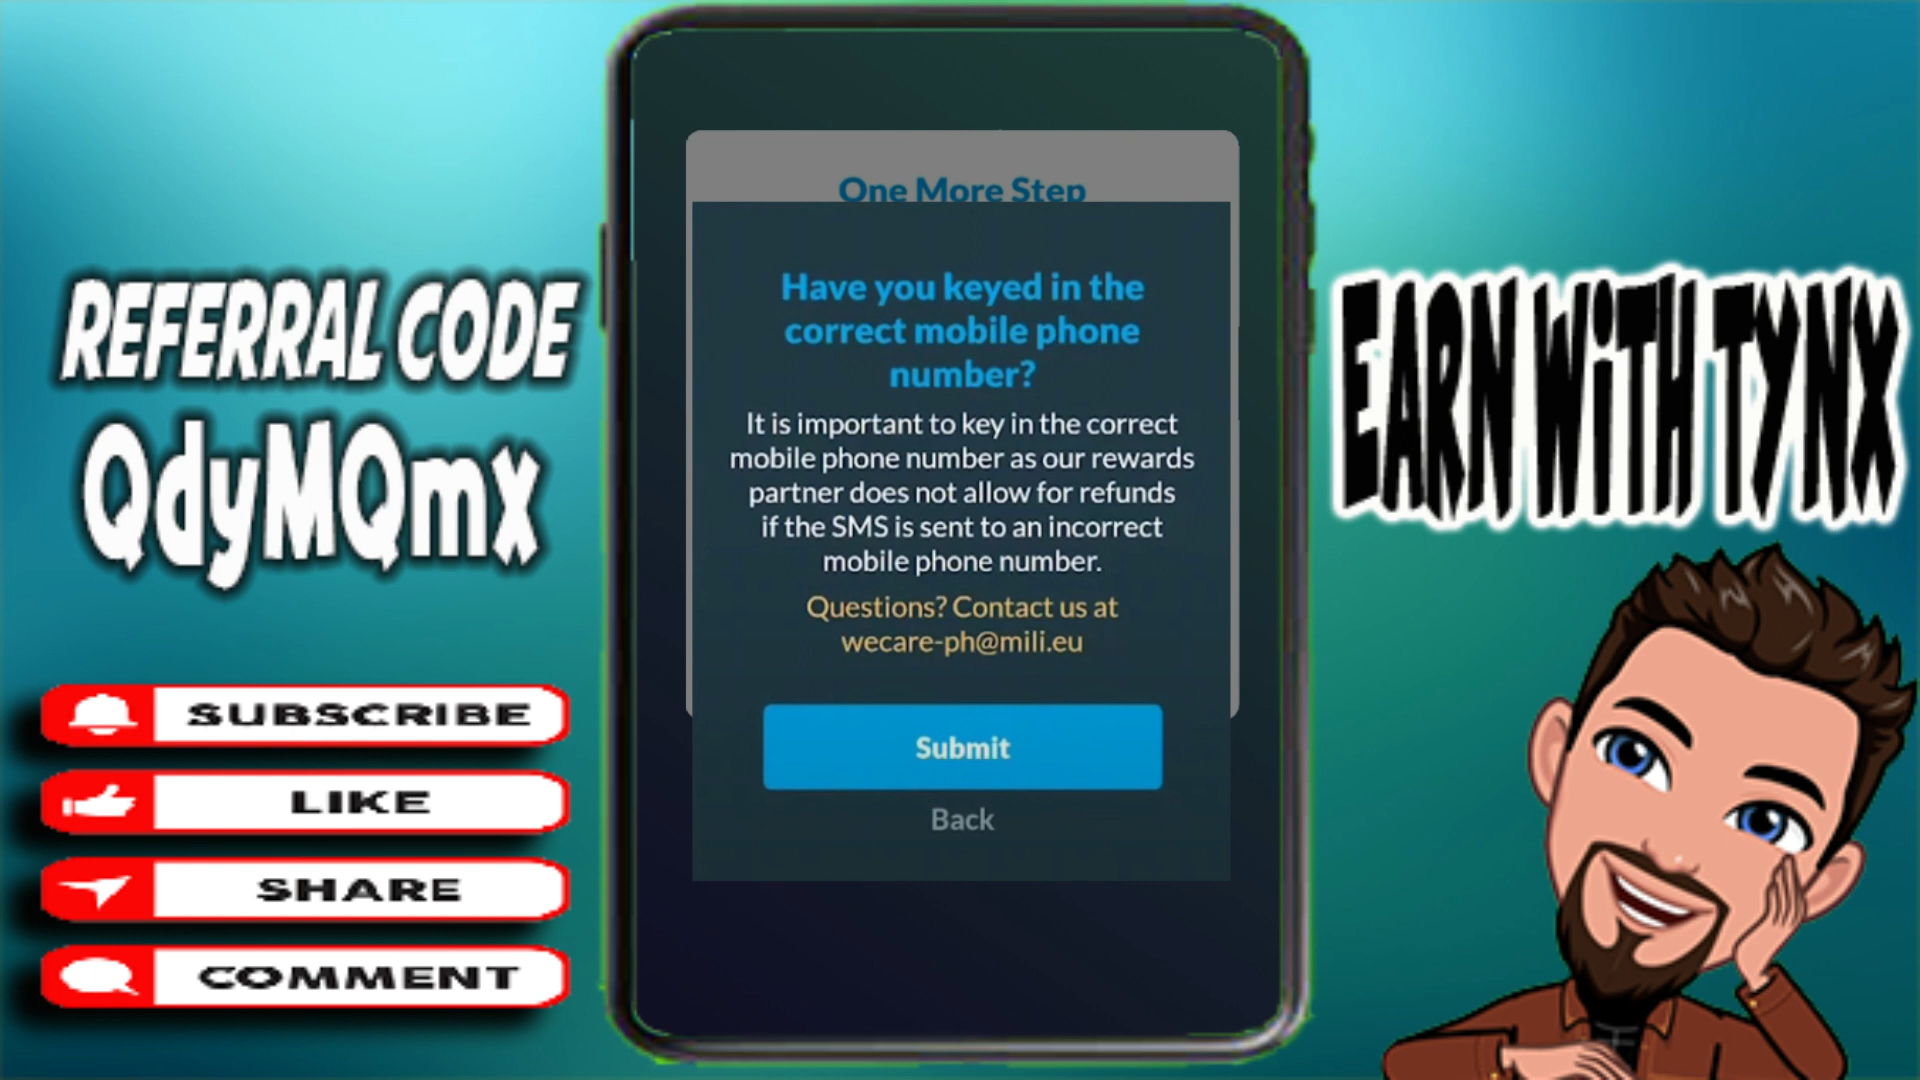 REFERRAL CODE
QdyMQmx
SUBSCRIBE
LIKE
SHARE
COMMENT
One More Step
Have you keyed in the
correct mobile phone
number?
It is important to key in the correct
mobile phone number as our rewards
partner does not allow for refunds
if the SMS is sent to an incorrect
mobile phone number.
Questions? Contact us at
wecare-ph@mili.eu
Submit
Back
EARN WiTH TYNX